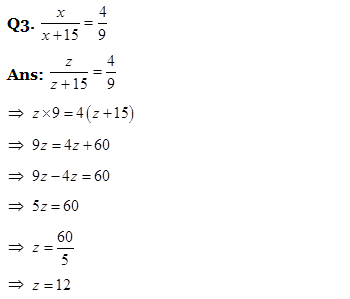 Q3. x/(x+15) = 4/9
Ans: z/(z+15) = 4/9
⇒ z×9 = 4(z+15)
⇒ 9z = 4z+60
⇒ 9z−4z = 60
⇒ 5z = 60
⇒ z = 60/5
⇒ z = 12